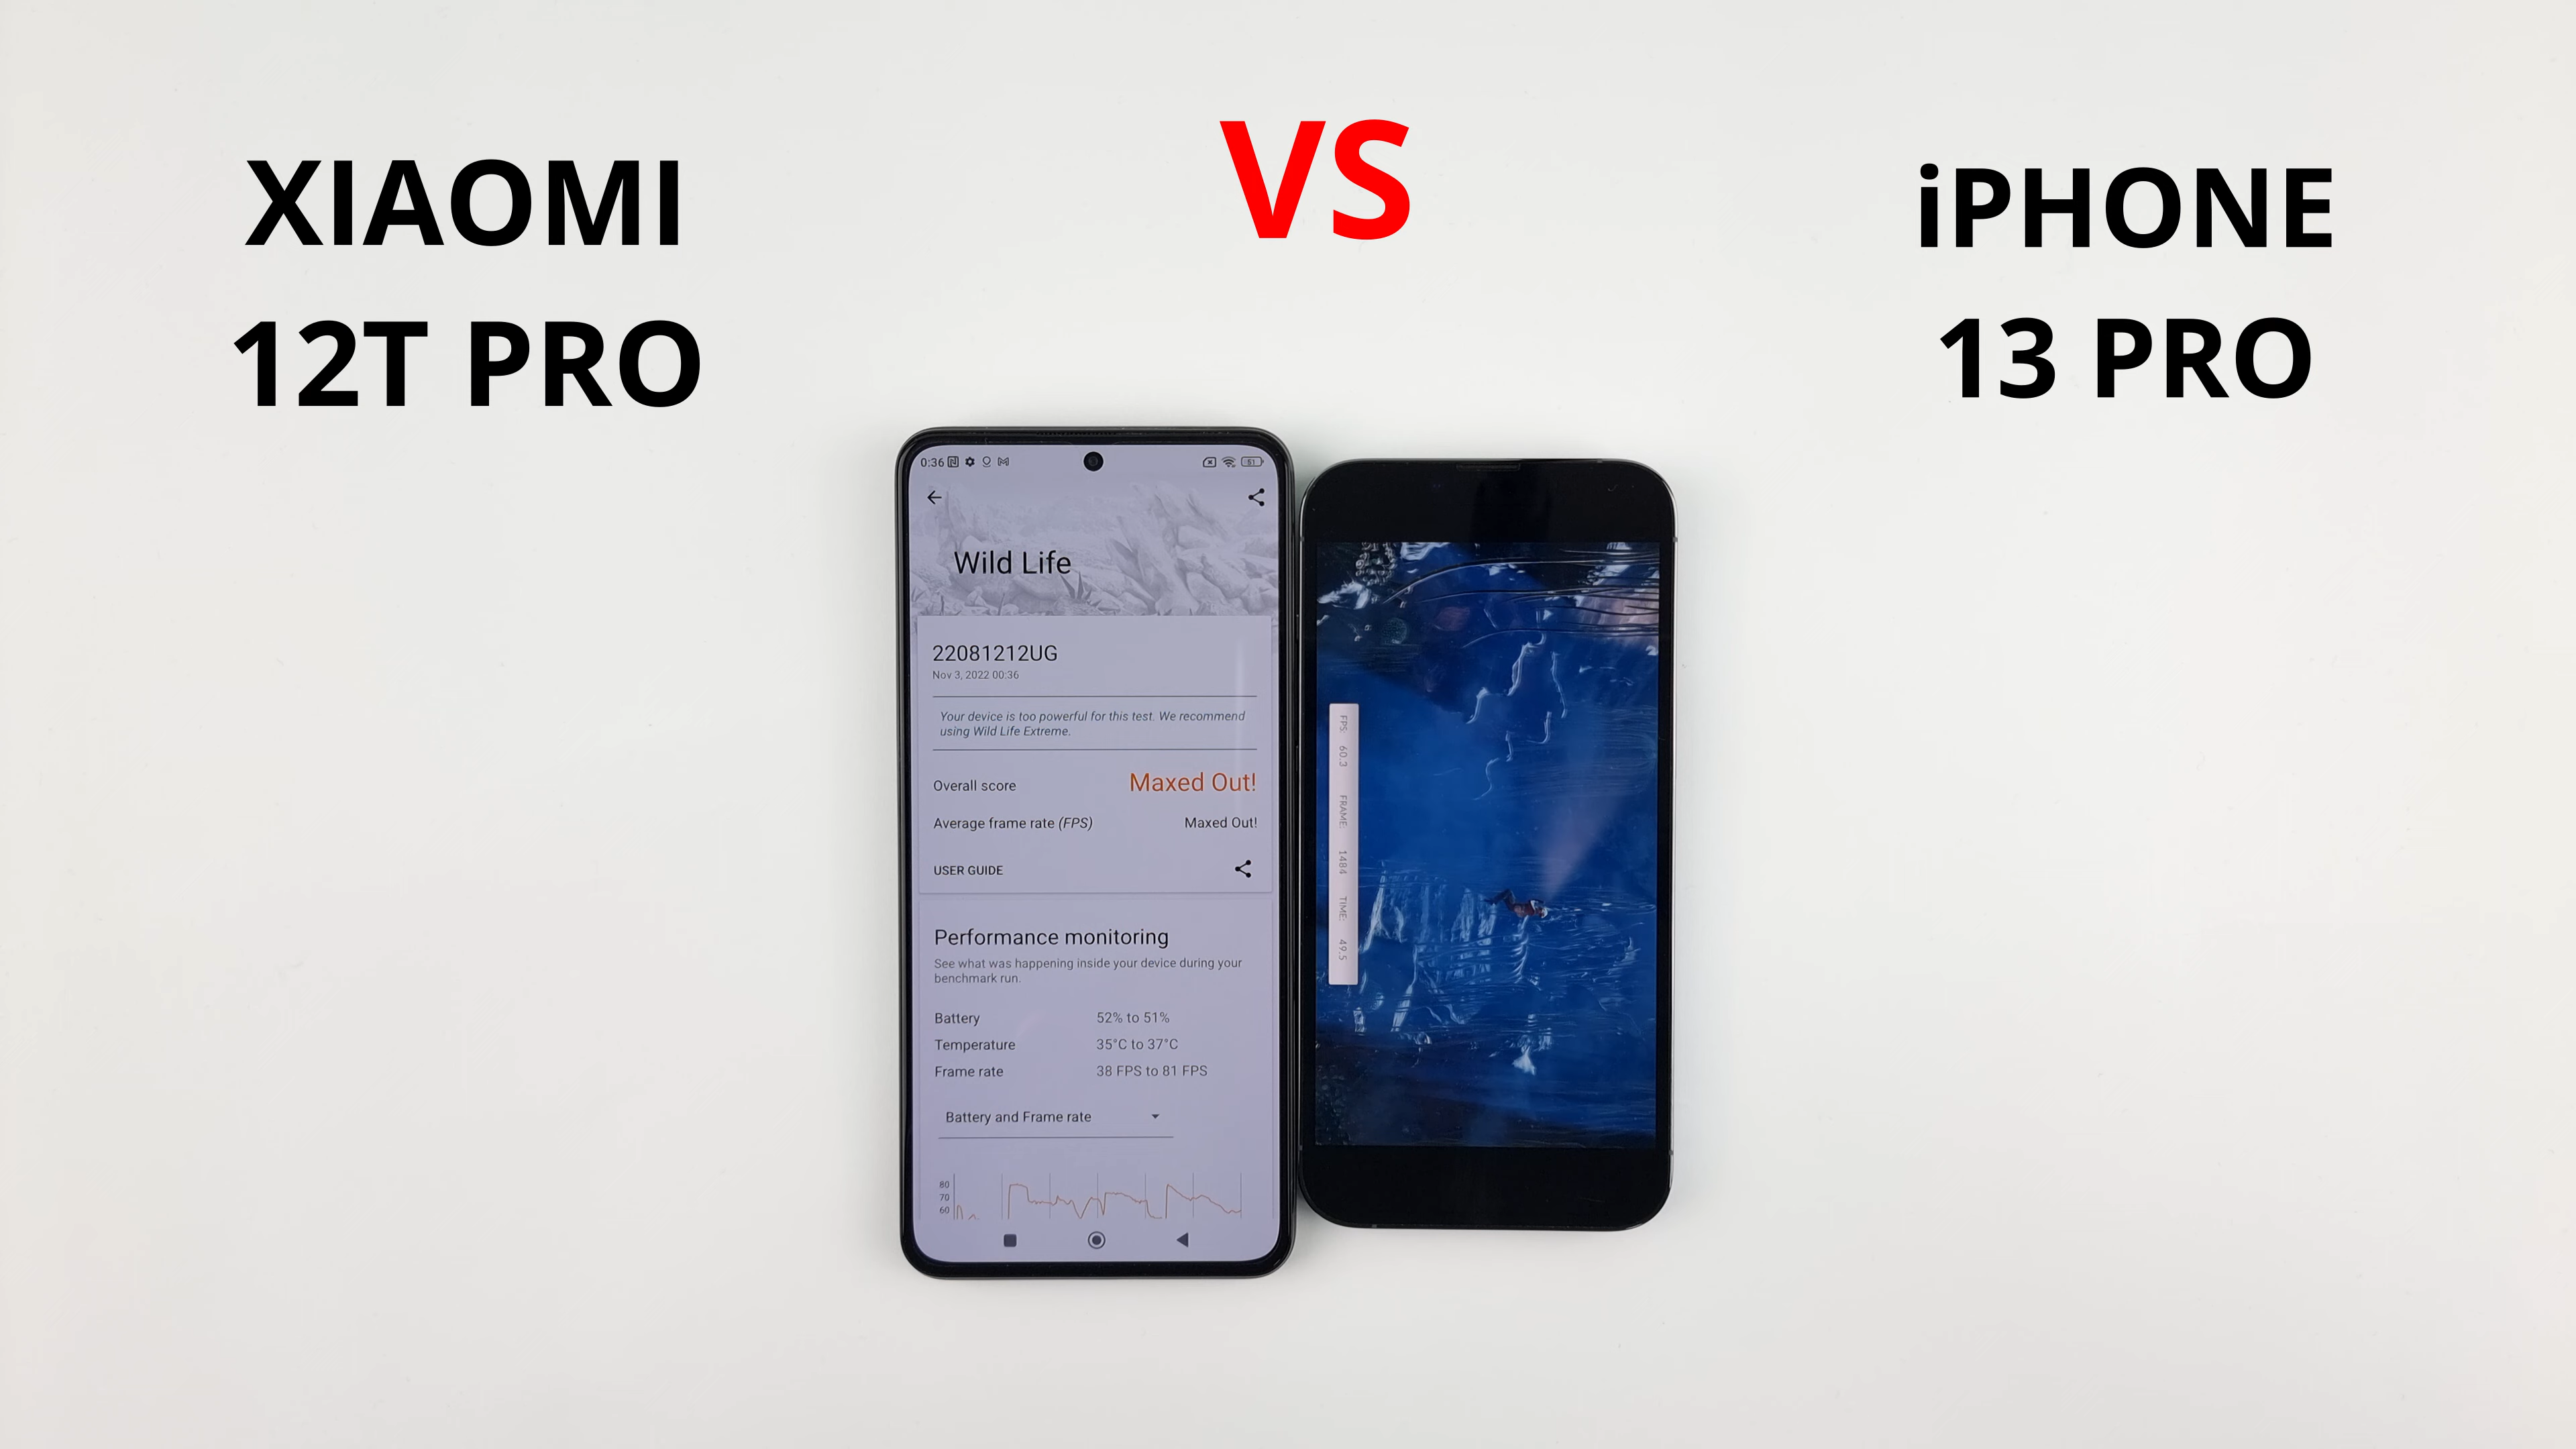 XIAOMI
12T PRO
VS
iPHONE
13 PRO
0:36
51
Wild Life
22081212UG
Nov 3, 2022 00:36
Your device is too powerful for this test. We recommend
using Wild Life Extreme.
Overall score Maxed Out!
Average frame rate (FPS) Maxed Out!
USER GUIDE
Performance monitoring
See what was happening inside your device during your
benchmark run.
Battery 52% to 51%
Temperature 35°C to 37°C
Frame rate 38 FPS to 81 FPS
Battery and Frame rate
80
70
60
FPS: 60.3 FRAME: 1484 TIME: 49.5